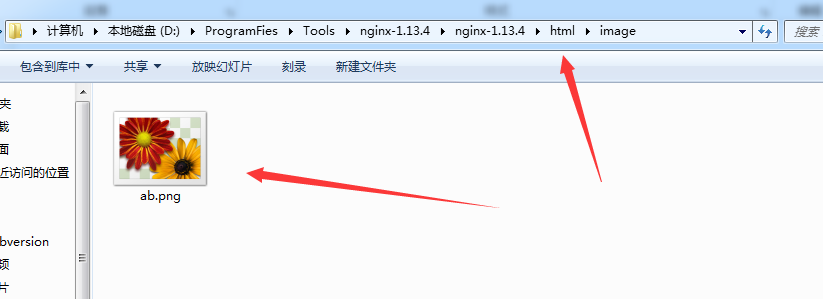 计算机 本地磁盘 (D:) ProgramFies Tools nginx-1.13.4 nginx-1.13.4 html image 搜索
包含到库中 共享 放映幻灯片 刻录 新建文件夹
夹
载
面
近访问的位置
ab.png
bversion
频
片